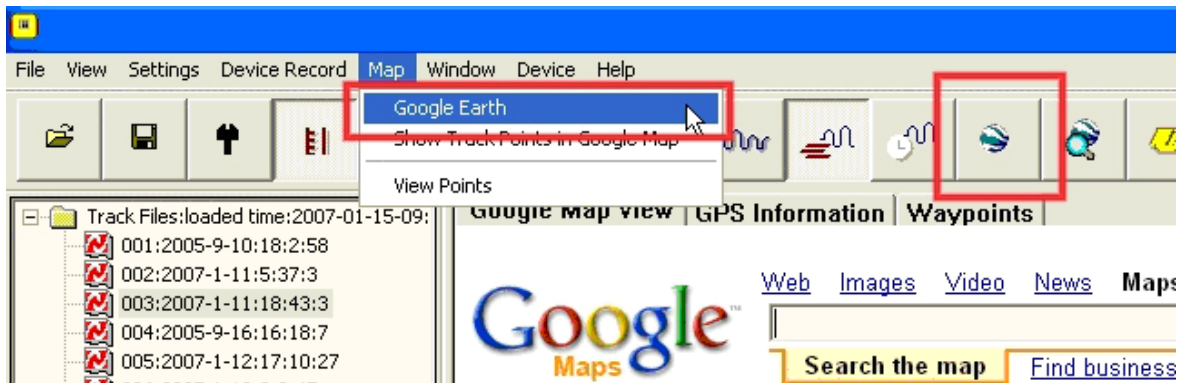 File View Settings Device Record Map Window Device Help
Google Earth
Show Track Points in Google Map
View Points
Track Files:loaded time:2007-01-15-09:
Google Map View GPS Information Waypoints
001:2005-9-10:18:2:58
002:2007-1-11:5:37:3
003:2007-1-11:18:43:3
004:2005-9-16:16:18:7
005:2007-1-12:17:10:27
Google™
Maps
Web Images Video News Maps
Search the map Find business